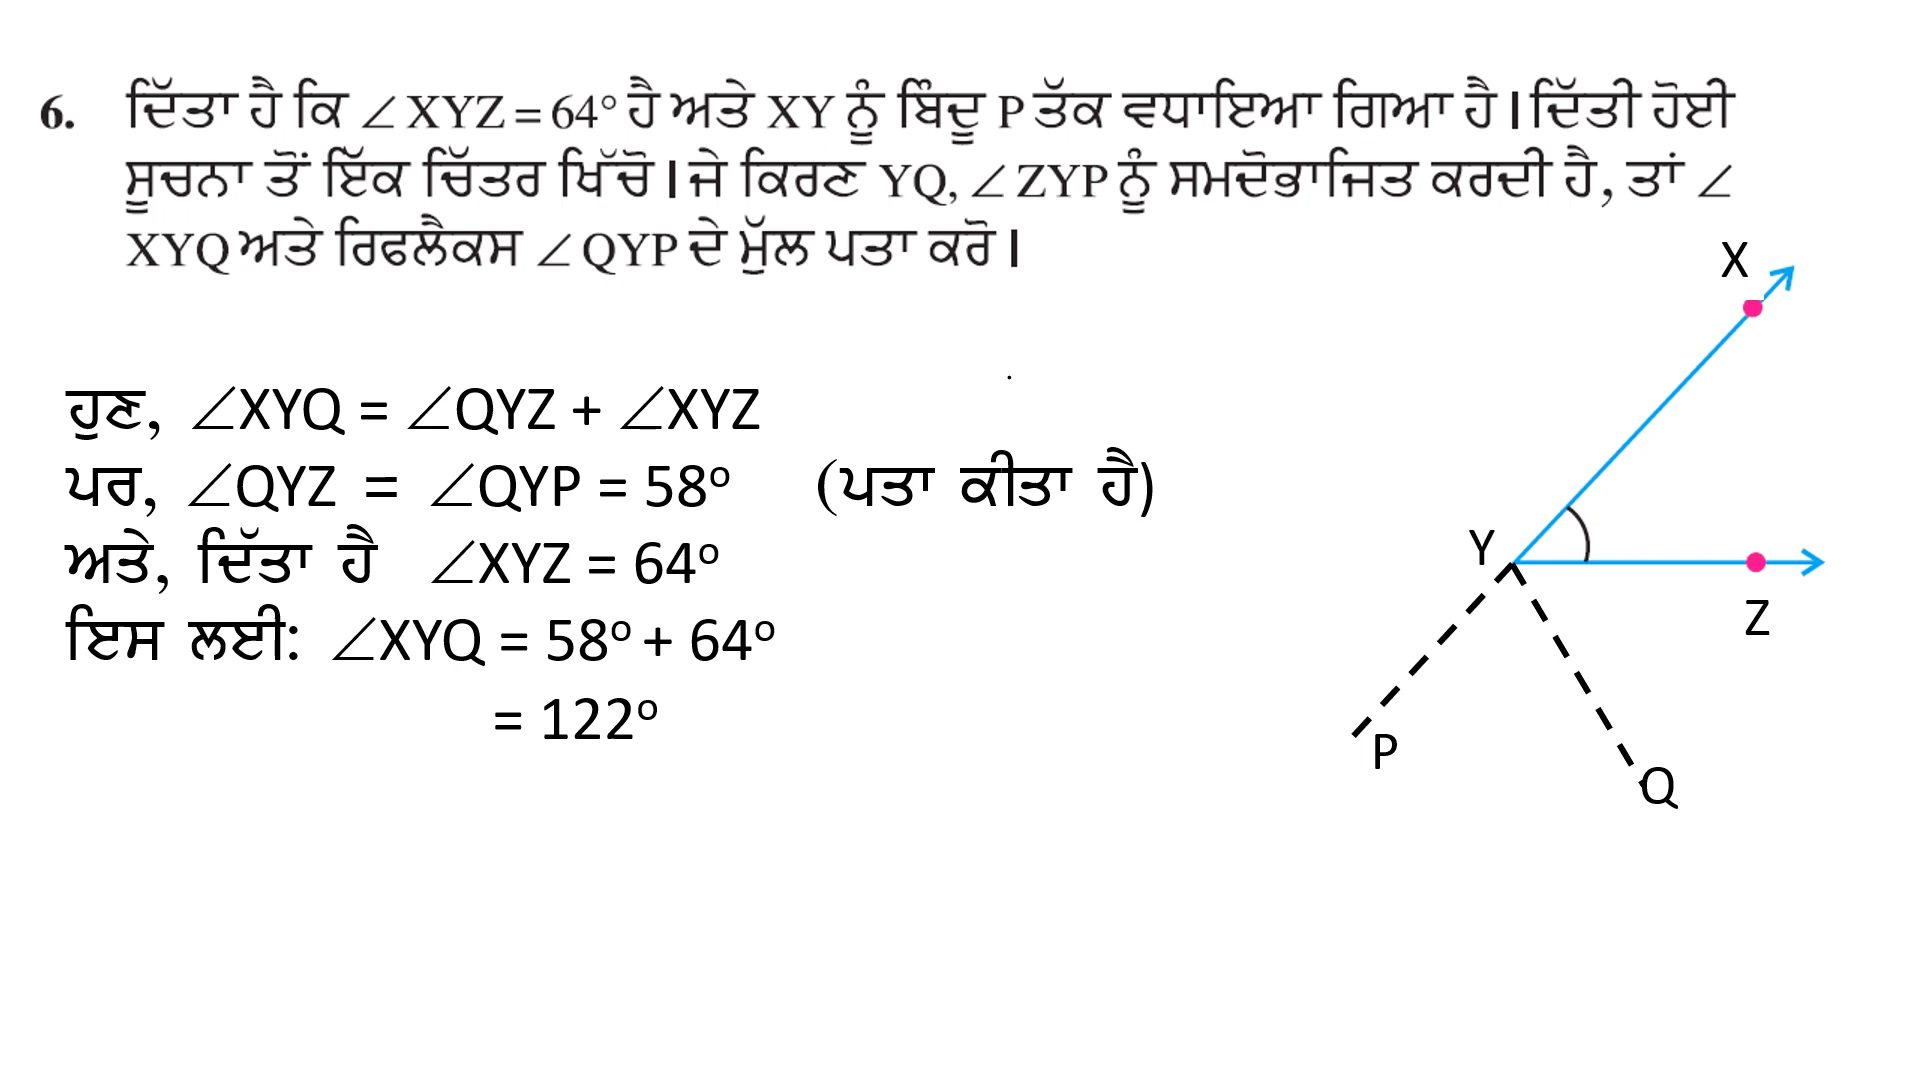 6. ਦਿੱਤਾ ਹੈ ਕਿ ∠XYZ = 64° ਹੈ ਅਤੇ XY ਨੂੰ ਬਿੰਦੂ P ਤੱਕ ਵਧਾਇਆ ਗਿਆ ਹੈ। ਦਿੱਤੀ ਹੋਈ
ਸੂਚਨਾ ਤੋਂ ਇੱਕ ਚਿੱਤਰ ਖਿੱਚੋ। ਜੇ ਕਿਰਣ YQ, ∠ZYP ਨੂੰ ਸਮਦੋਭਾਜਿਤ ਕਰਦੀ ਹੈ, ਤਾਂ ∠
XYQ ਅਤੇ ਰਿਫਲੈਕਸ ∠QYP ਦੇ ਮੁੱਲ ਪਤਾ ਕਰੋ।
X
ਹੁਣ, ∠XYQ = ∠QYZ + ∠XYZ
ਪਰ, ∠QYZ = ∠QYP = 58° (ਪਤਾ ਕੀਤਾ ਹੈ)
ਅਤੇ, ਦਿੱਤਾ ਹੈ ∠XYZ = 64°
ਇਸ ਲਈ: ∠XYQ = 58° + 64°
= 122°
Y
Z
P
Q